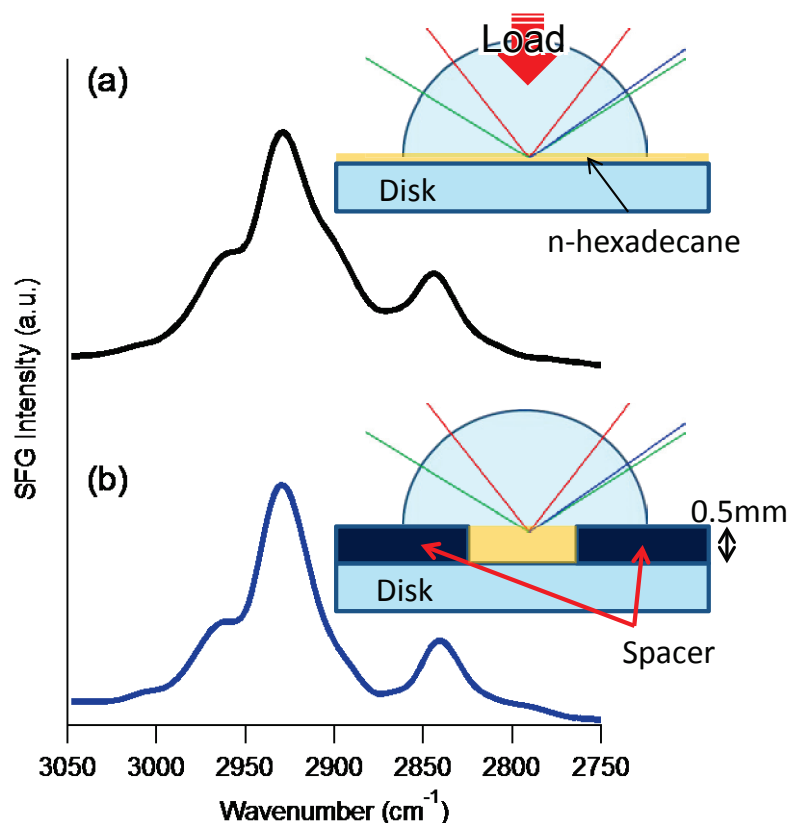 (a)
Load
Disk
n-hexadecane
SFG Intensity (a.u.)
(b)
0.5mm
Disk
Spacer
3050 3000 2950 2900 2850 2800 2750
Wavenumber (cm⁻¹)